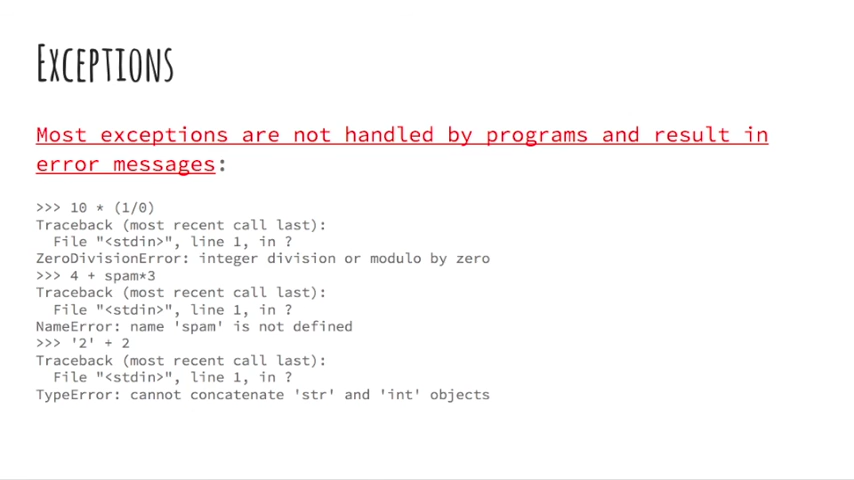 Exceptions
Most exceptions are not handled by programs and result in
error messages:
>>> 10 * (1/0)
Traceback (most recent call last):
  File "<stdin>", line 1, in ?
ZeroDivisionError: integer division or modulo by zero
>>> 4 + spam*3
Traceback (most recent call last):
  File "<stdin>", line 1, in ?
NameError: name 'spam' is not defined
>>> '2' + 2
Traceback (most recent call last):
  File "<stdin>", line 1, in ?
TypeError: cannot concatenate 'str' and 'int' objects